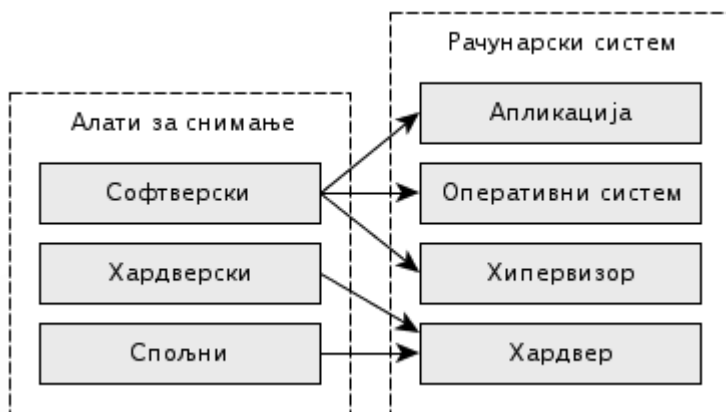 Рачунарски систем
Алати за снимање
Апликација
Софтверски
Оперативни систем
Хардверски
Хипервизор
Спољни
Хардвер